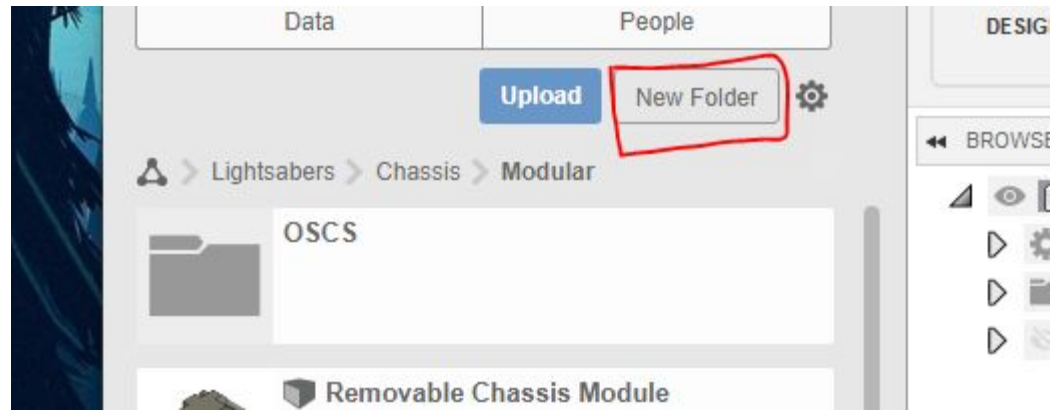 Data People
DESIG
Upload New Folder
BROWSE
Lightsabers Chassis Modular
OSCS
Removable Chassis Module